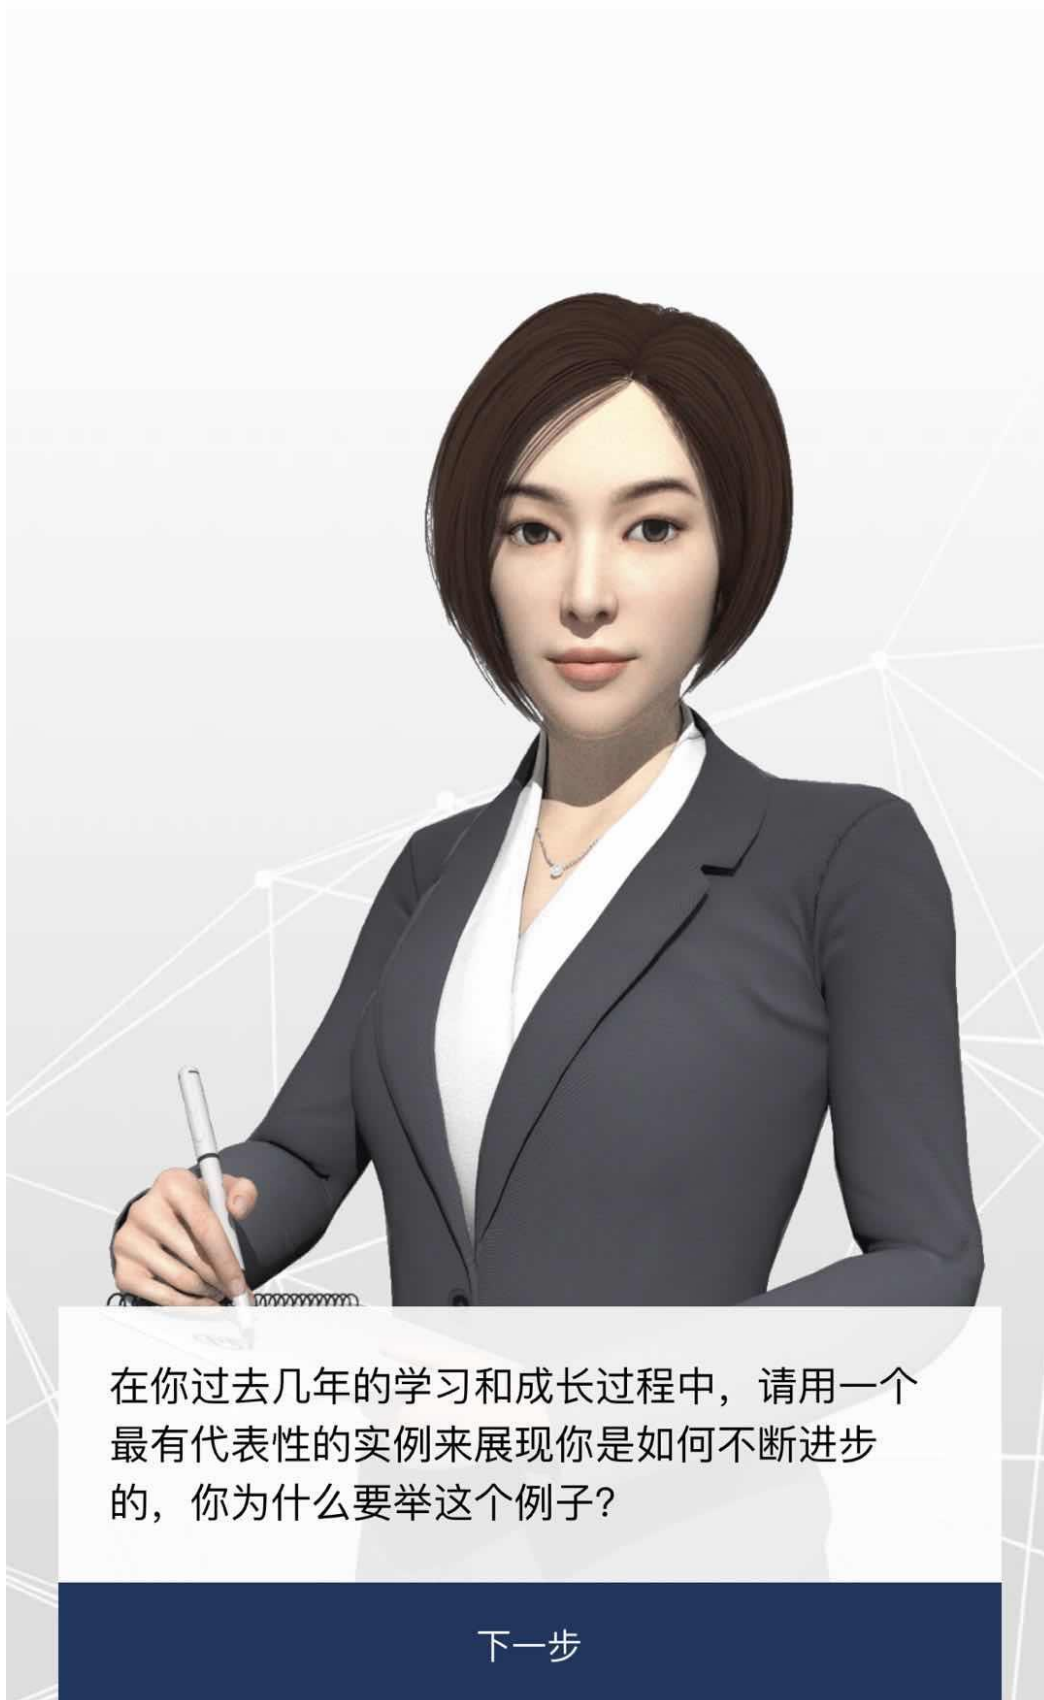 在你过去几年的学习和成长过程中，请用一个
最有代表性的实例来展现你是如何不断进步
的，你为什么要举这个例子？
下一步